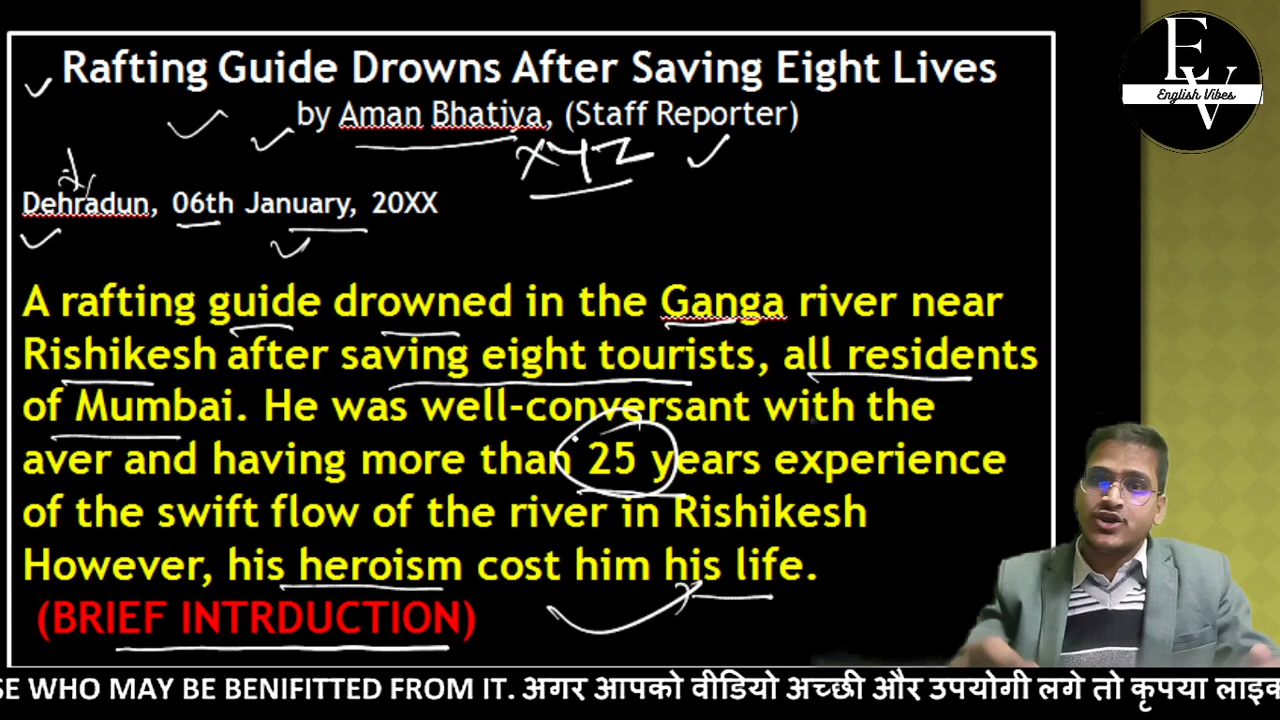 Rafting Guide Drowns After Saving Eight Lives
by Aman Bhatiya, (Staff Reporter)
XYZ
Dehradun, 06th January, 20XX
A rafting guide drowned in the Ganga river near
Rishikesh after saving eight tourists, all residents
of Mumbai. He was well-conversant with the
aver and having more than 25 years experience
of the swift flow of the river in Rishikesh
However, his heroism cost him his life.
(BRIEF INTRDUCTION)
EV
English Vibes
SE WHO MAY BE BENIFITTED FROM IT. अगर आपको वीडियो अच्छी और उपयोगी लगे तो कृपया लाइक